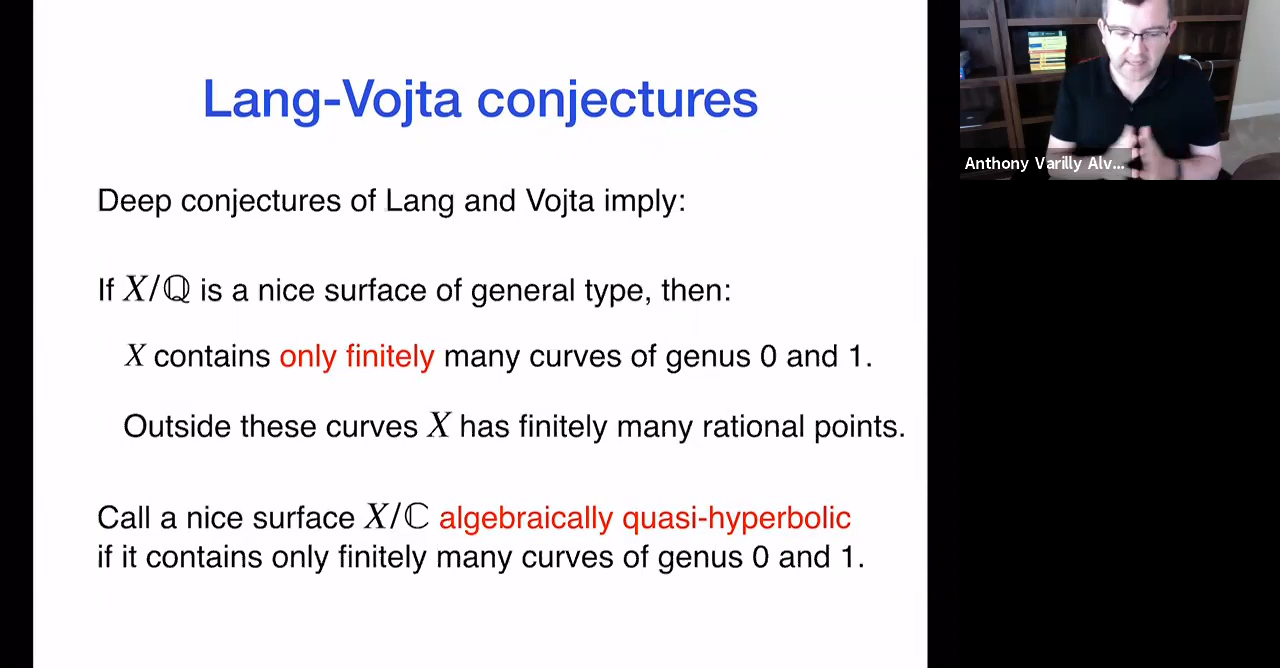 Lang-Vojta conjectures
Deep conjectures of Lang and Vojta imply:
If X/ℚ is a nice surface of general type, then:
X contains only finitely many curves of genus 0 and 1.
Outside these curves X has finitely many rational points.
Call a nice surface X/ℂ algebraically quasi-hyperbolic
if it contains only finitely many curves of genus 0 and 1.
Anthony Varilly Alv...